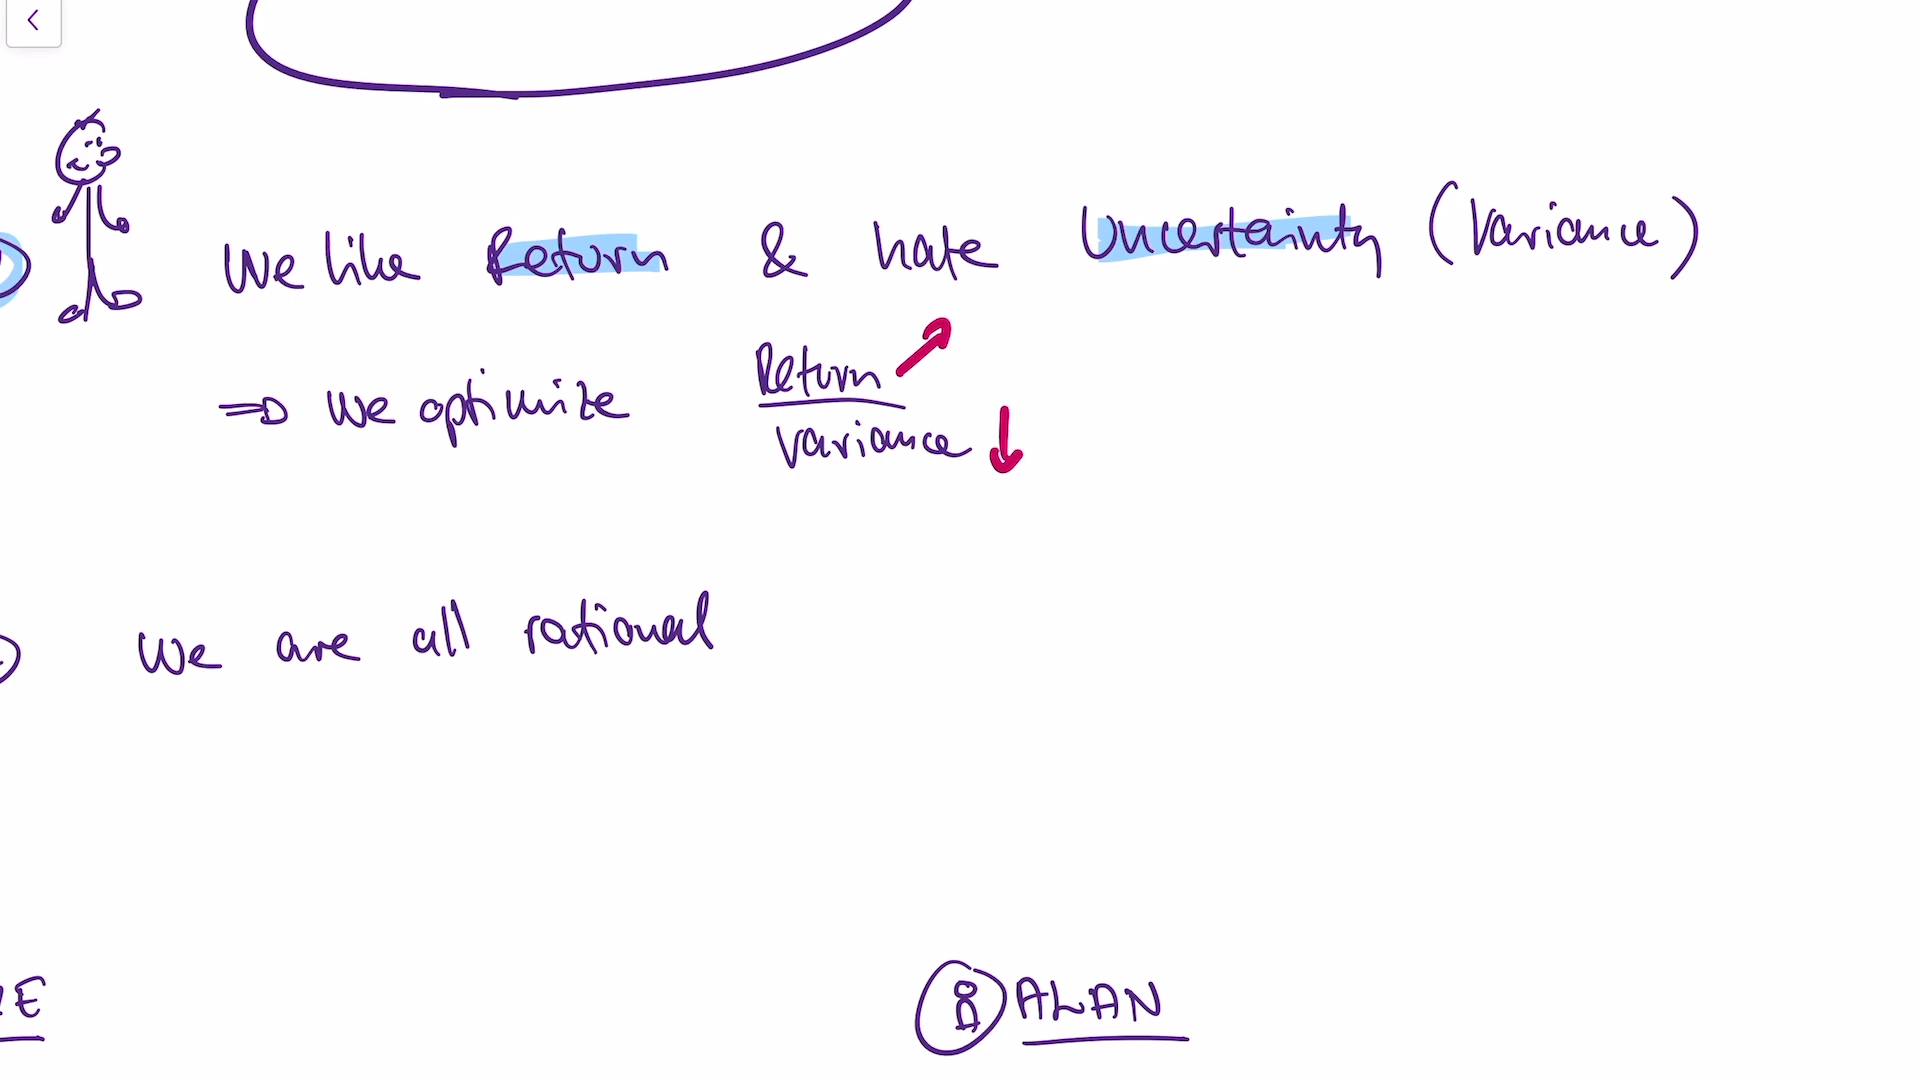 We like Return & hate Uncertainty (Variance)
⇒ We optimize Return
Variance
We are all rational
E
ALAN